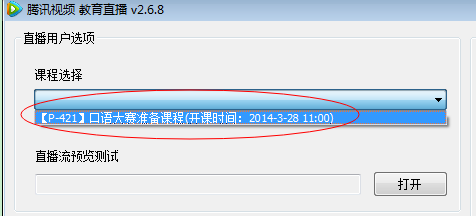 腾讯视频 教育直播 v2.6.8
直播用户选项
课程选择
【P-421】口语大赛准备课程(开课时间：2014-3-28 11:00)
直播流预览测试
打开